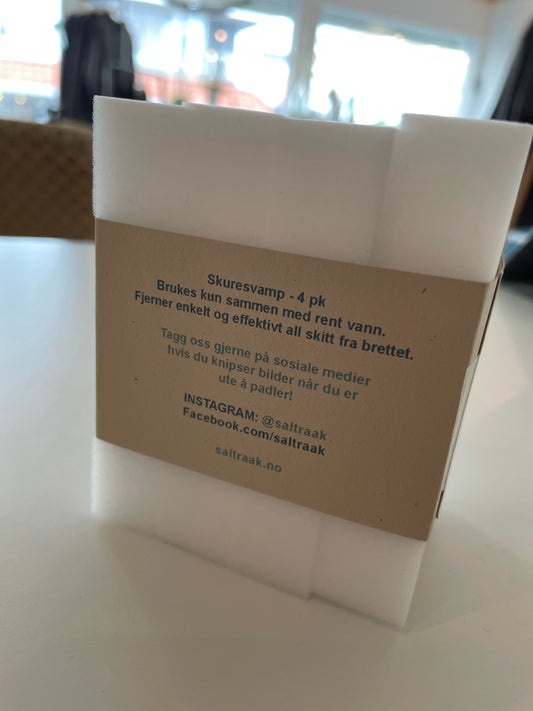 Skuresvamp - 4 pk
Brukes kun sammen med rent vann.
Fjerner enkelt og effektivt all skitt fra brettet.
Tagg oss gjerne på sosiale medier
hvis du knipser bilder når du er
ute å padler!
INSTAGRAM: @saltraak
Facebook.com/saltraak
saltraak.no